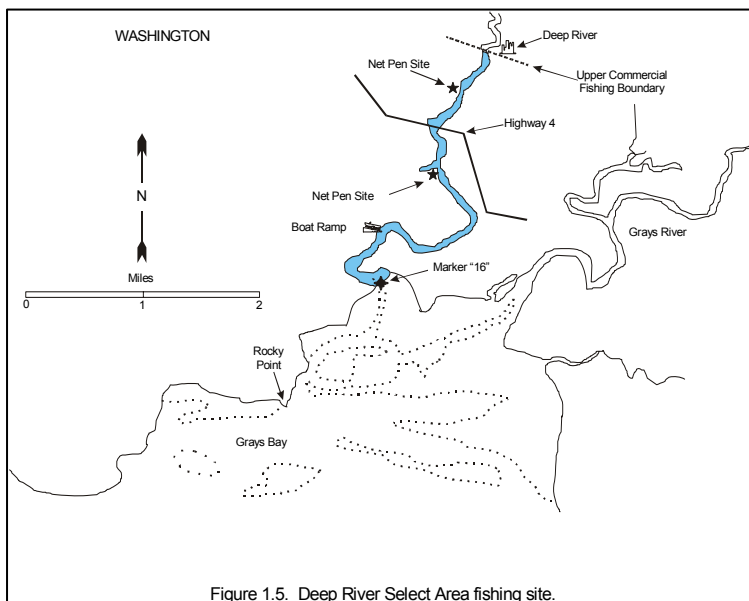 WASHINGTON
Deep River
Net Pen Site
Upper Commercial
Fishing Boundary
Highway 4
N
Net Pen Site
Boat Ramp
Grays River
Marker "16"
Miles
0 1 2
Rocky
Point
Grays Bay
Figure 1.5. Deep River Select Area fishing site.